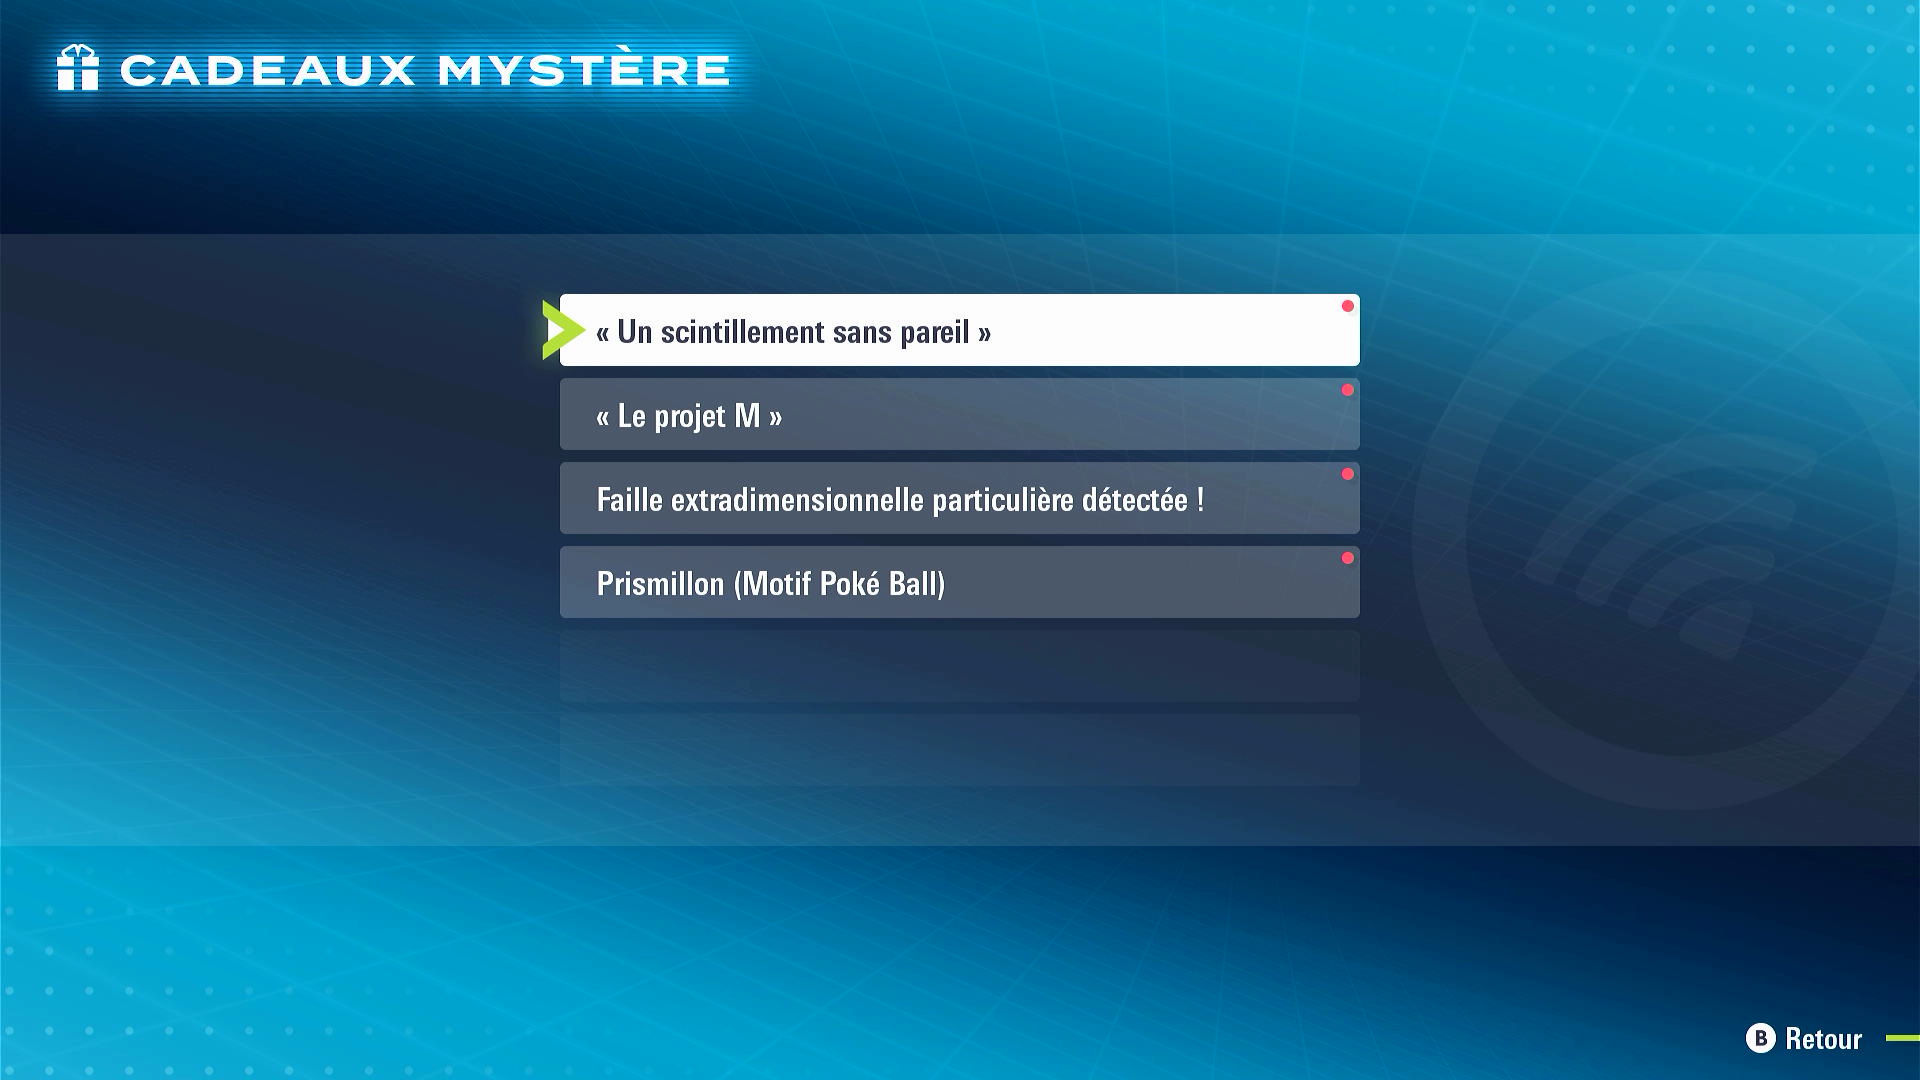 CADEAUX MYSTÈRE
« Un scintillement sans pareil »
« Le projet M »
Faille extradimensionnelle particulière détectée !
Prismillon (Motif Poké Ball)
B Retour